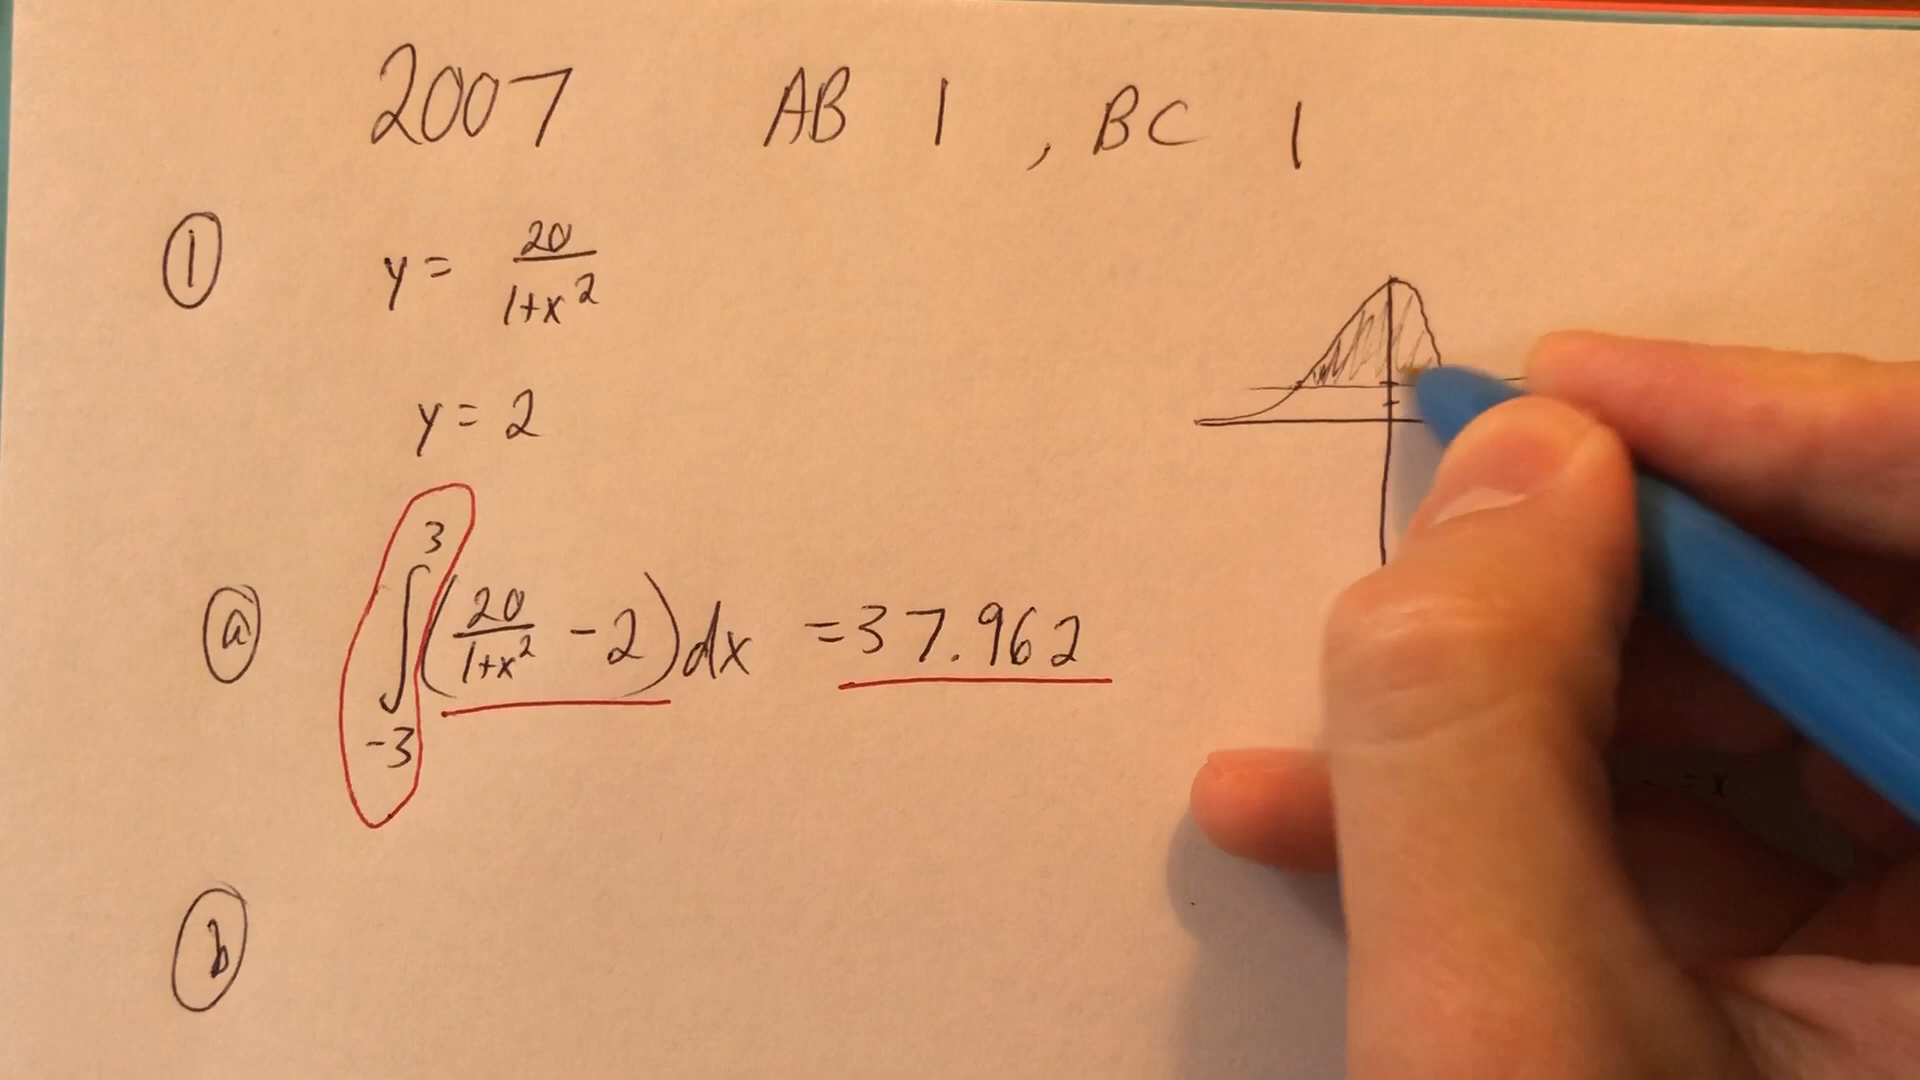 2007 AB 1, BC 1
① y = 20/(1+x²)
y = 2
ⓐ ∫₋₃³ (20/(1+x²) - 2) dx = 37.962
= x
ⓑ